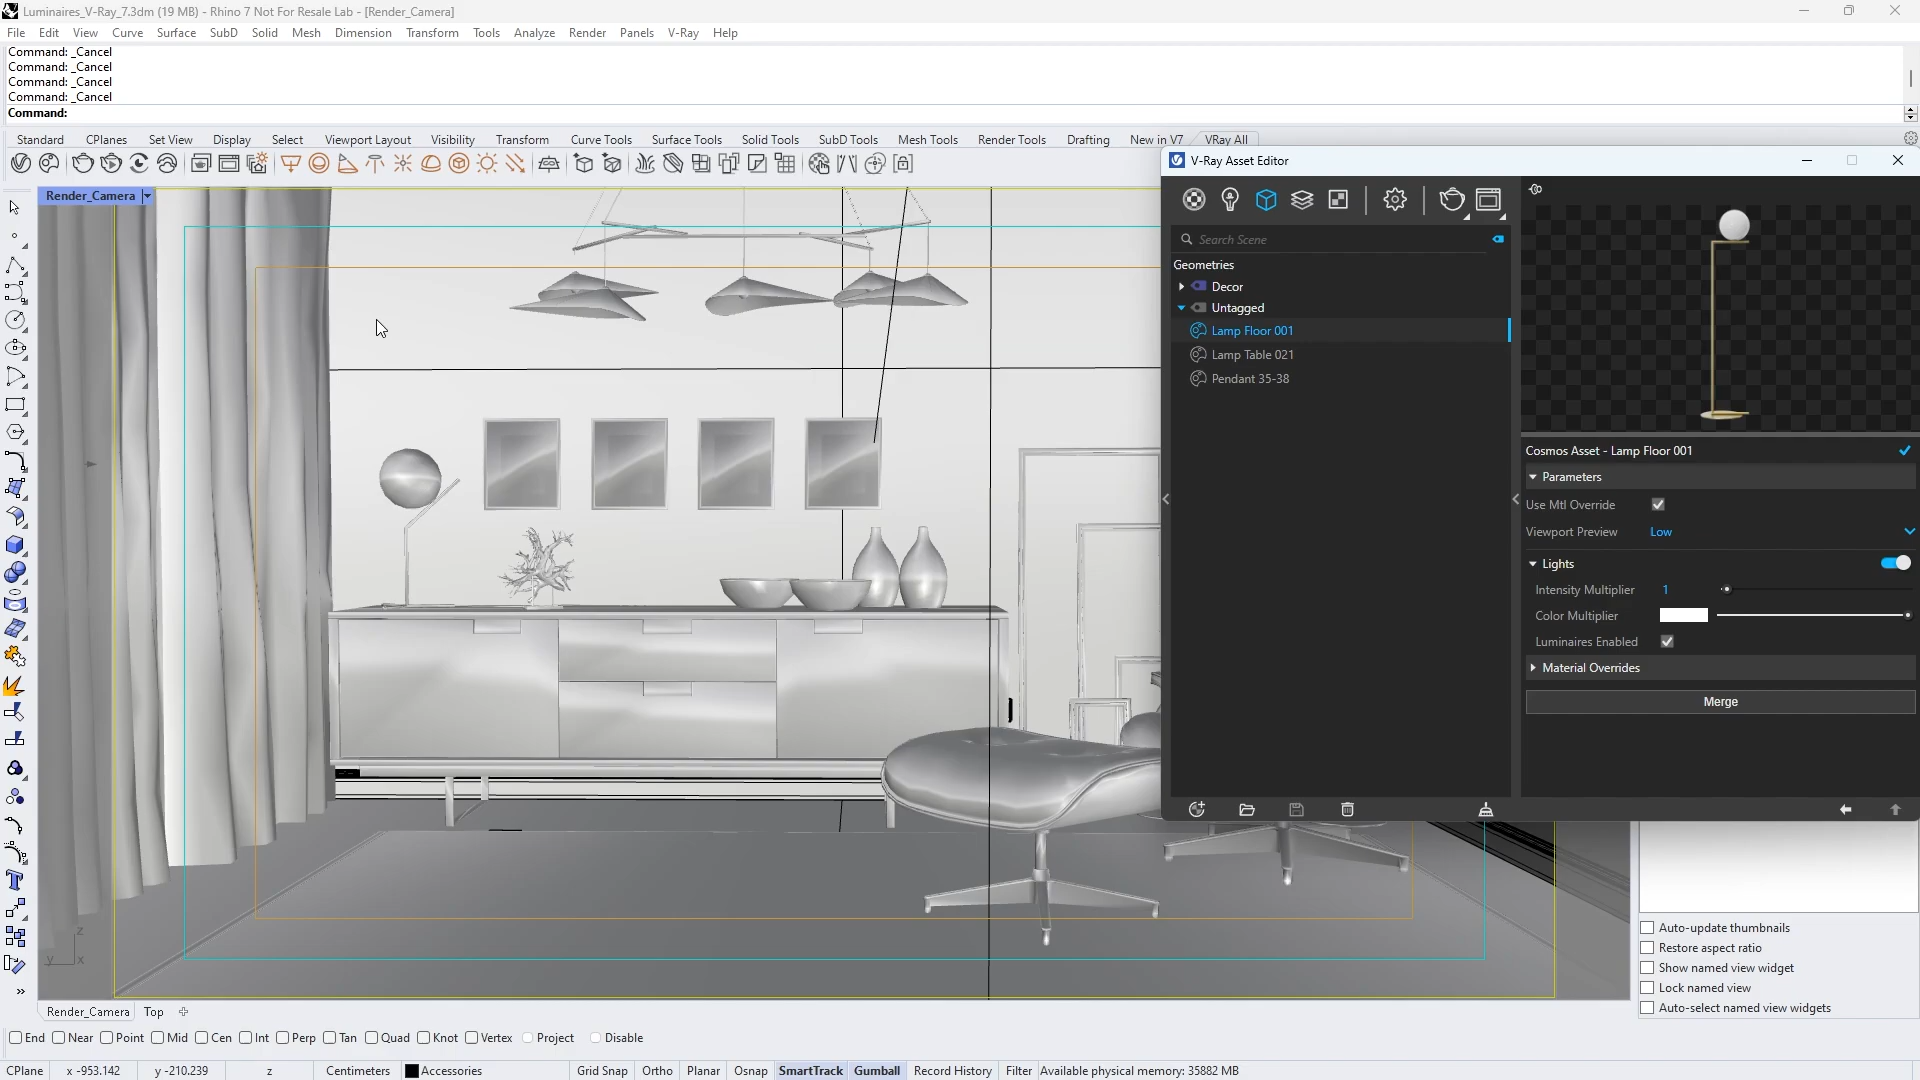 Luminaires_V-Ray_7.3dm (19 MB) - Rhino 7 Not For Resale Lab - [Render_Camera]
File Edit View Curve Surface SubD Solid Mesh Dimension Transform Tools Analyze Render Panels V-Ray Help
Command: _Cancel
Command: _Cancel
Command: _Cancel
Command: _Cancel
Command:
Standard CPlanes Set View Display Select Viewport Layout Visibility Transform Curve Tools Surface Tools Solid Tools SubD Tools Mesh Tools Render Tools Drafting New in V7 VRay All
Render_Camera
V-Ray Asset Editor
Search Scene
Geometries
Decor
Untagged
Lamp Floor 001
Lamp Table 021
Pendant 35-38
Cosmos Asset - Lamp Floor 001
Parameters
Use Mtl Override
Viewport Preview Low
Lights
Intensity Multiplier 1
Color Multiplier
Luminaires Enabled
Material Overrides
Merge
z
y x
Auto-update thumbnails
Restore aspect ratio
Show named view widget
Lock named view
Auto-select named view widgets
Render_Camera Top
End Near Point Mid Cen Int Perp Tan Quad Knot Vertex Project Disable
CPlane x -953.142 y -210.239 z Centimeters Accessories Grid Snap Ortho Planar Osnap SmartTrack Gumball Record History Filter Available physical memory: 35882 MB